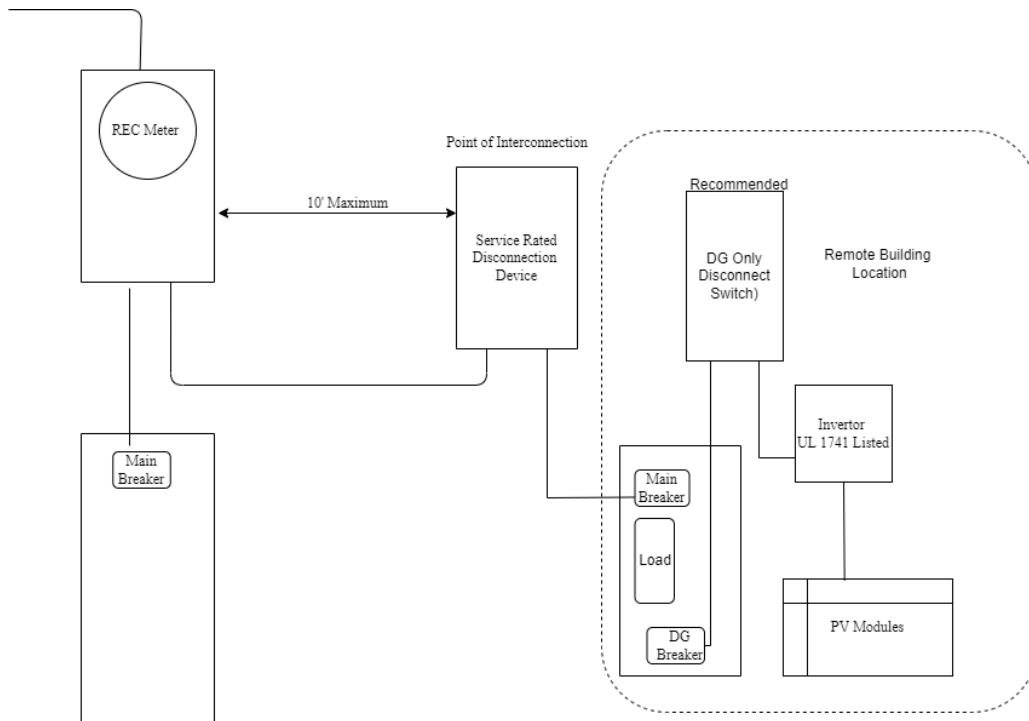 REC Meter
Point of Interconnection
10' Maximum
Service Rated
Disconnection
Device
Recommended
DG Only
Disconnect
Switch)
Remote Building
Location
Invertor
UL 1741 Listed
Main
Breaker
Main
Breaker
Load
DG
Breaker
PV Modules